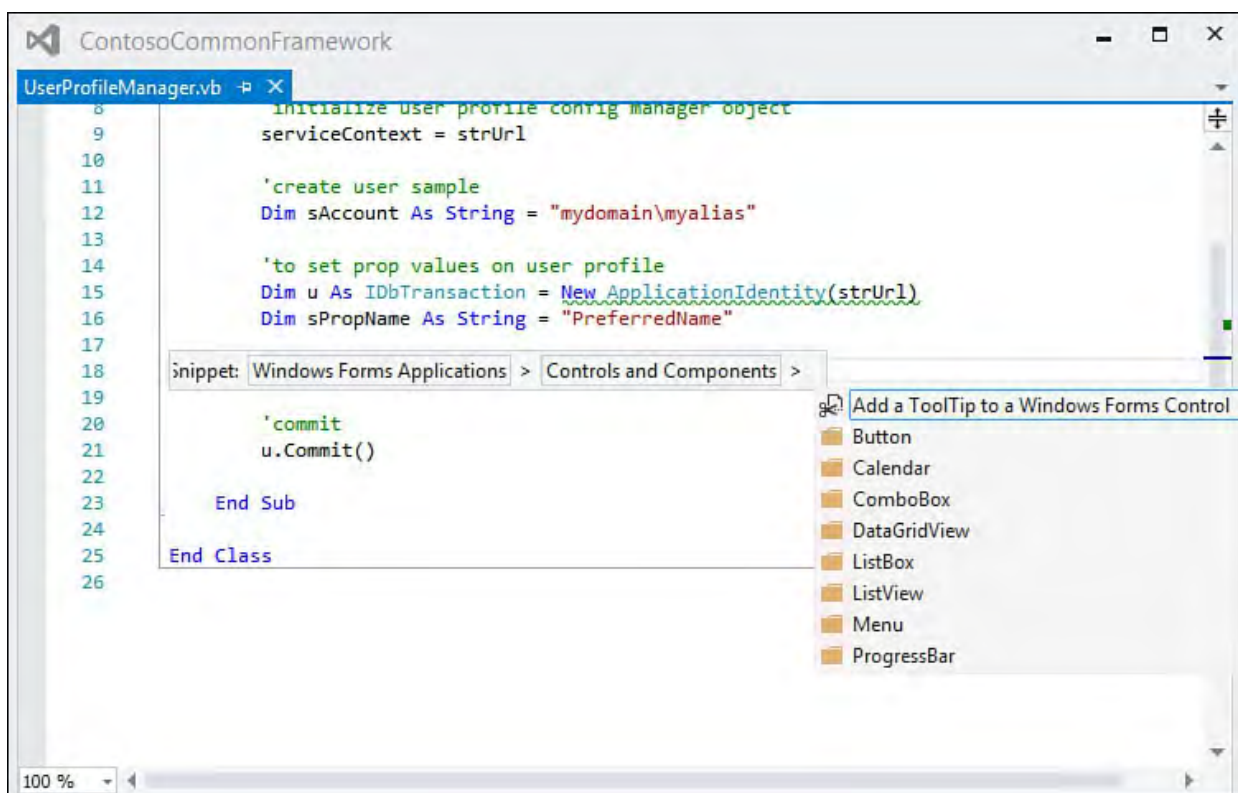 ContosoCommonFramework
UserProfileManager.vb
8 'initialize user profile config manager object
9 serviceContext = strUrl
10
11 'create user sample
12 Dim sAccount As String = "mydomain\myalias"
13
14 'to set prop values on user profile
15 Dim u As IDbTransaction = New ApplicationIdentity(strUrl)
16 Dim sPropName As String = "PreferredName"
17
18 Snippet: Windows Forms Applications > Controls and Components >
19 Add a ToolTip to a Windows Forms Control
20 'commit
Button
21 u.Commit()
Calendar
22
ComboBox
23 End Sub
24
DataGridView
25 End Class
ListBox
26
ListView
Menu
ProgressBar
100 %